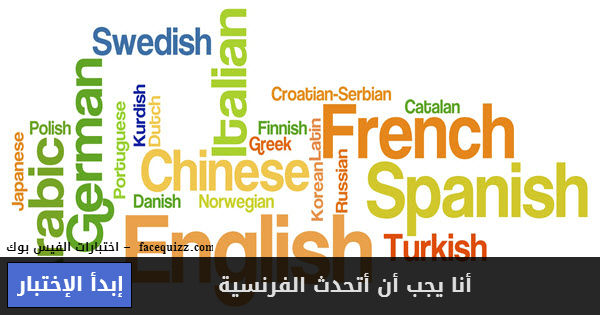 Swedish
Italian
German
Croatian-Serbian
Catalan
Kurdish
Dutch
Portuguese
Polish
Japanese
Finnish
Greek
Latin
Korean
Russian
French
Chinese
Spanish
Arabic
Danish
Norwegian
English
Turkish
facequizz.com – اختبارات الفيس بوك
أنا يجب أن أتحدث الفرنسية
إبدأ الإختبار